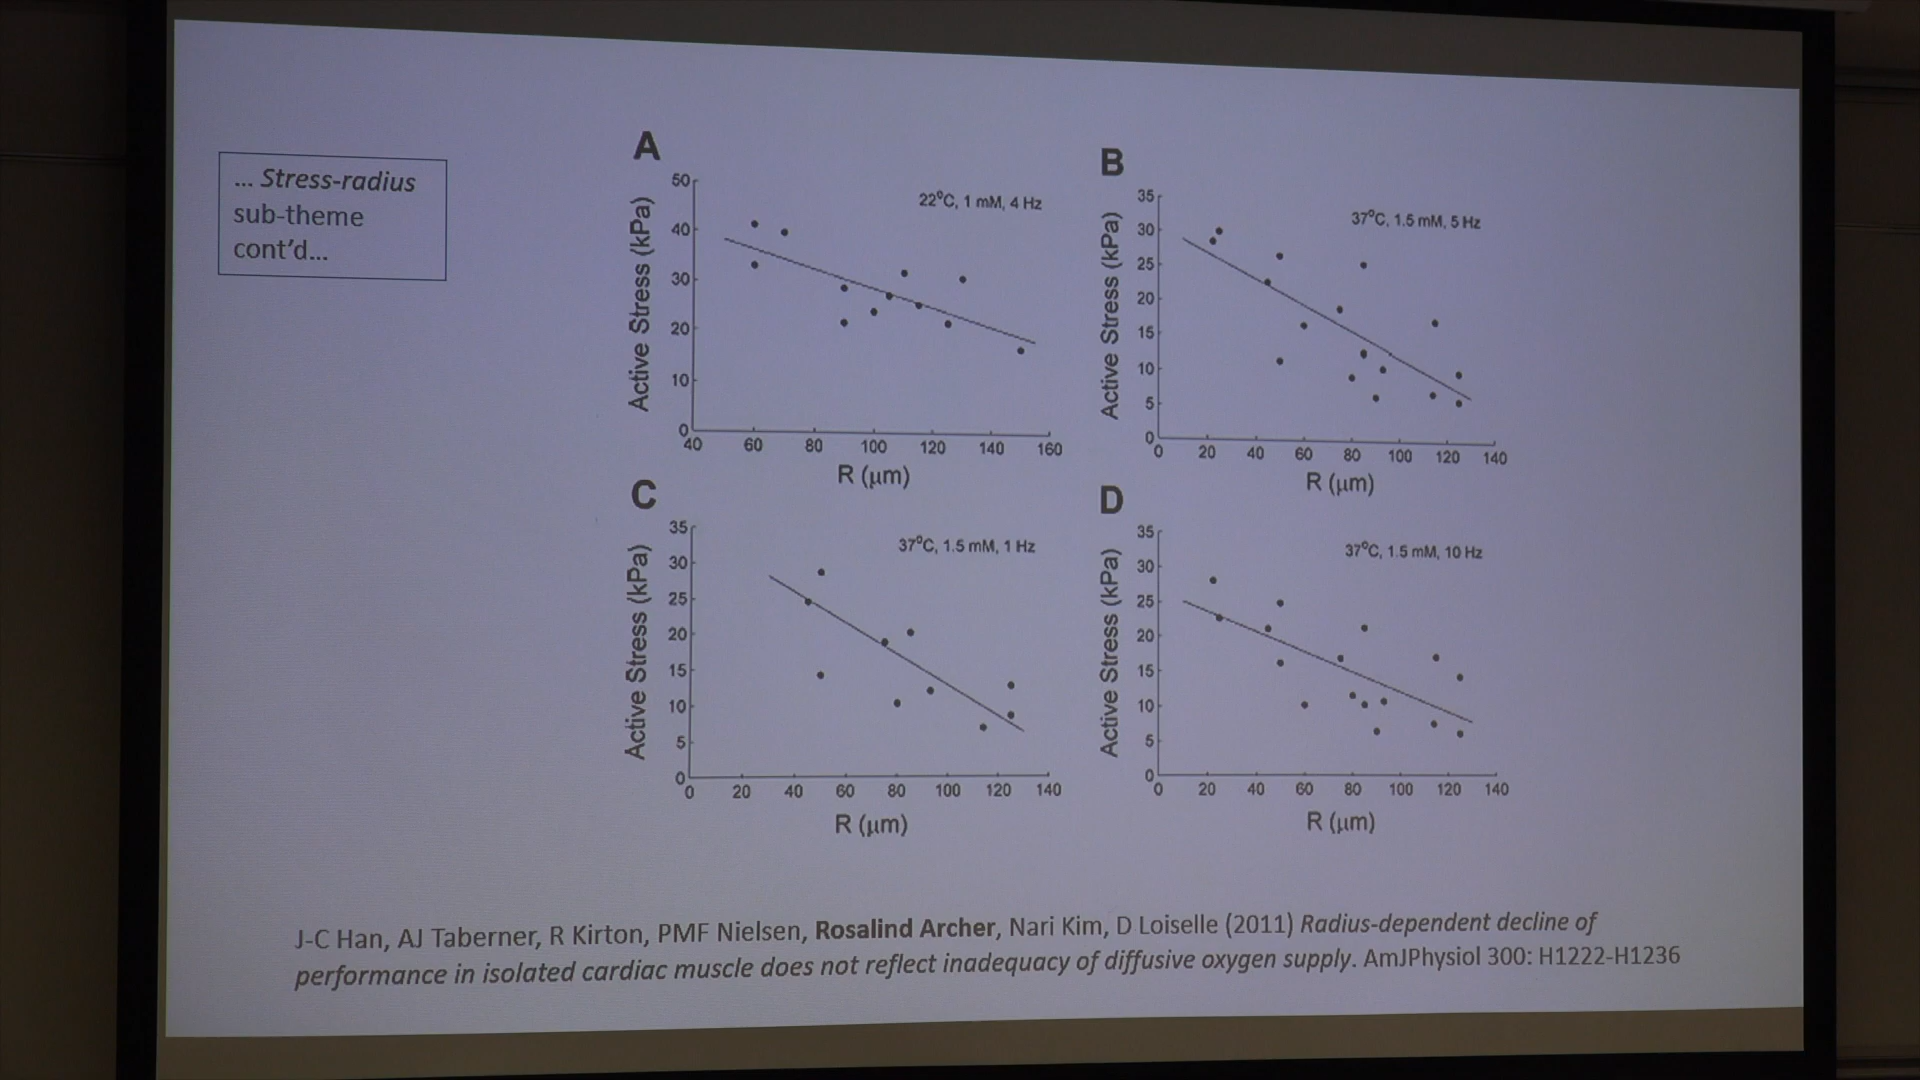 ... Stress-radius
sub-theme
cont'd...
A
22°C, 1 mM, 4 Hz
Active Stress (kPa)
50
40
30
20
10
0
40 60 80 100 120 140 160
R (μm)
B
37°C, 1.5 mM, 5 Hz
Active Stress (kPa)
35
30
25
20
15
10
5
0
0 20 40 60 80 100 120 140
R (μm)
C
37°C, 1.5 mM, 1 Hz
Active Stress (kPa)
35
30
25
20
15
10
5
0
0 20 40 60 80 100 120 140
R (μm)
D
37°C, 1.5 mM, 10 Hz
Active Stress (kPa)
35
30
25
20
15
10
5
0
0 20 40 60 80 100 120 140
R (μm)
J-C Han, AJ Taberner, R Kirton, PMF Nielsen, Rosalind Archer, Nari Kim, D Loiselle (2011) Radius-dependent decline of
performance in isolated cardiac muscle does not reflect inadequacy of diffusive oxygen supply. AmJPhysiol 300: H1222-H1236